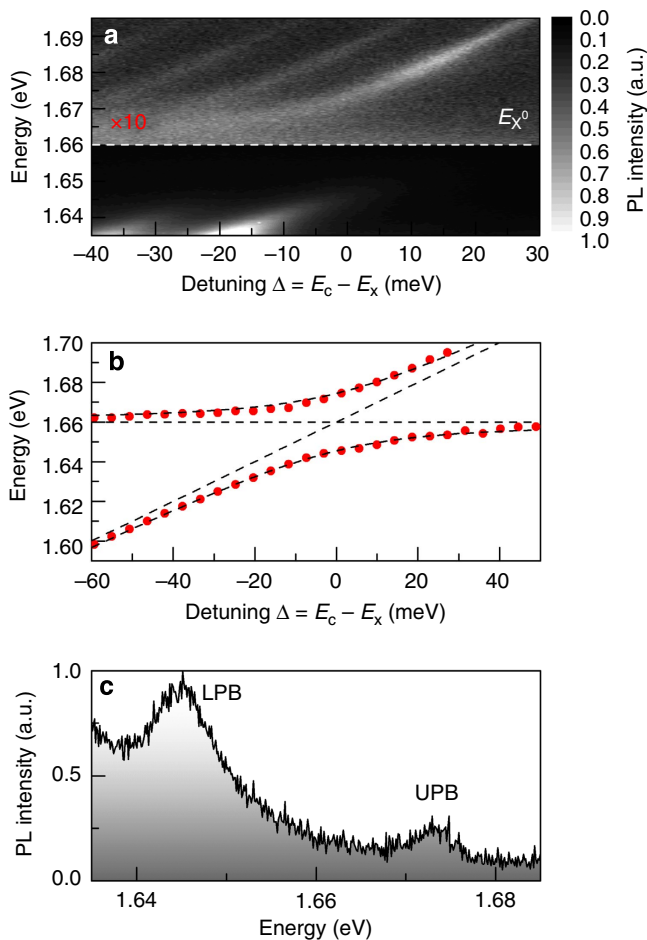 a
1.69
1.68
1.67
1.66
1.65
1.64
Energy (eV)
×10
E_X⁰
−40 −30 −20 −10 0 10 20 30
Detuning Δ = E_c − E_x (meV)
0.0
0.1
0.2
0.3
0.4
0.5
0.6
0.7
0.8
0.9
1.0
PL intensity (a.u.)
b
1.70
1.68
1.66
1.64
1.62
1.60
Energy (eV)
−60 −40 −20 0 20 40
Detuning Δ = E_c − E_x (meV)
c
1.0
0.5
0.0
PL intensity (a.u.)
LPB
UPB
1.64 1.66 1.68
Energy (eV)